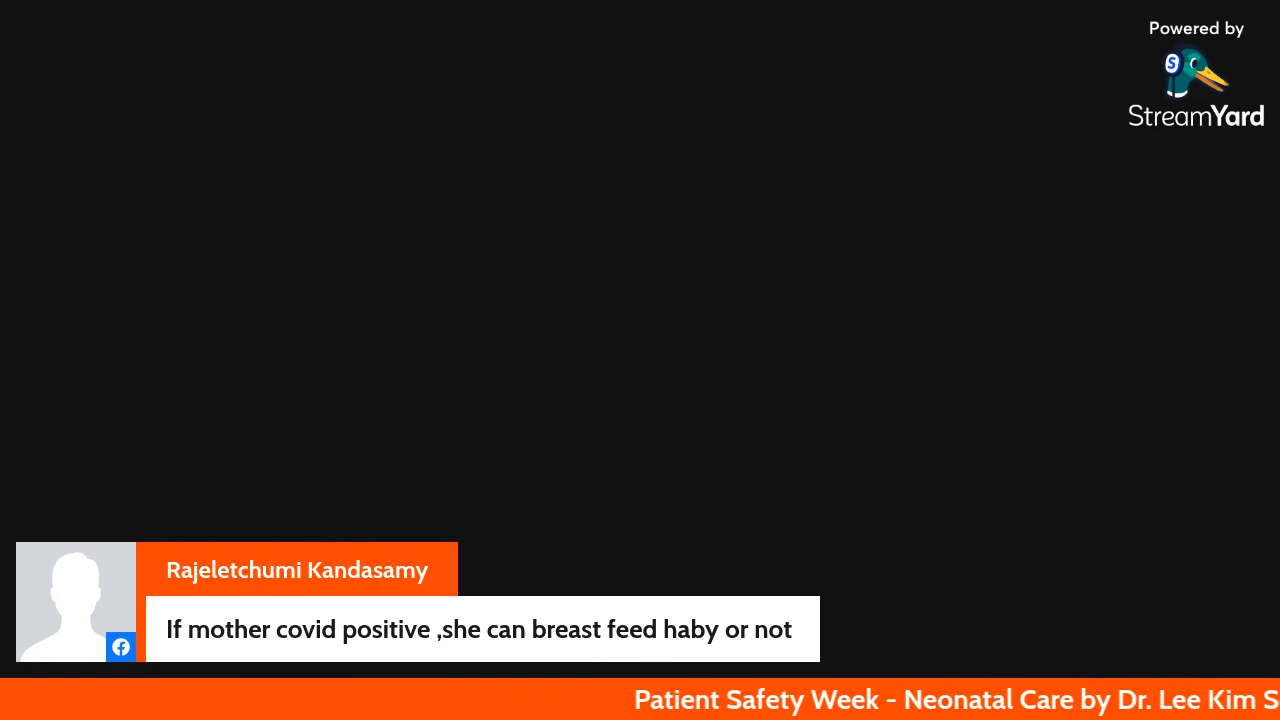 Powered by
S
StreamYard
Rajeletchumi Kandasamy
If mother covid positive ,she can breast feed haby or not
Patient Safety Week - Neonatal Care by Dr. Lee Kim S